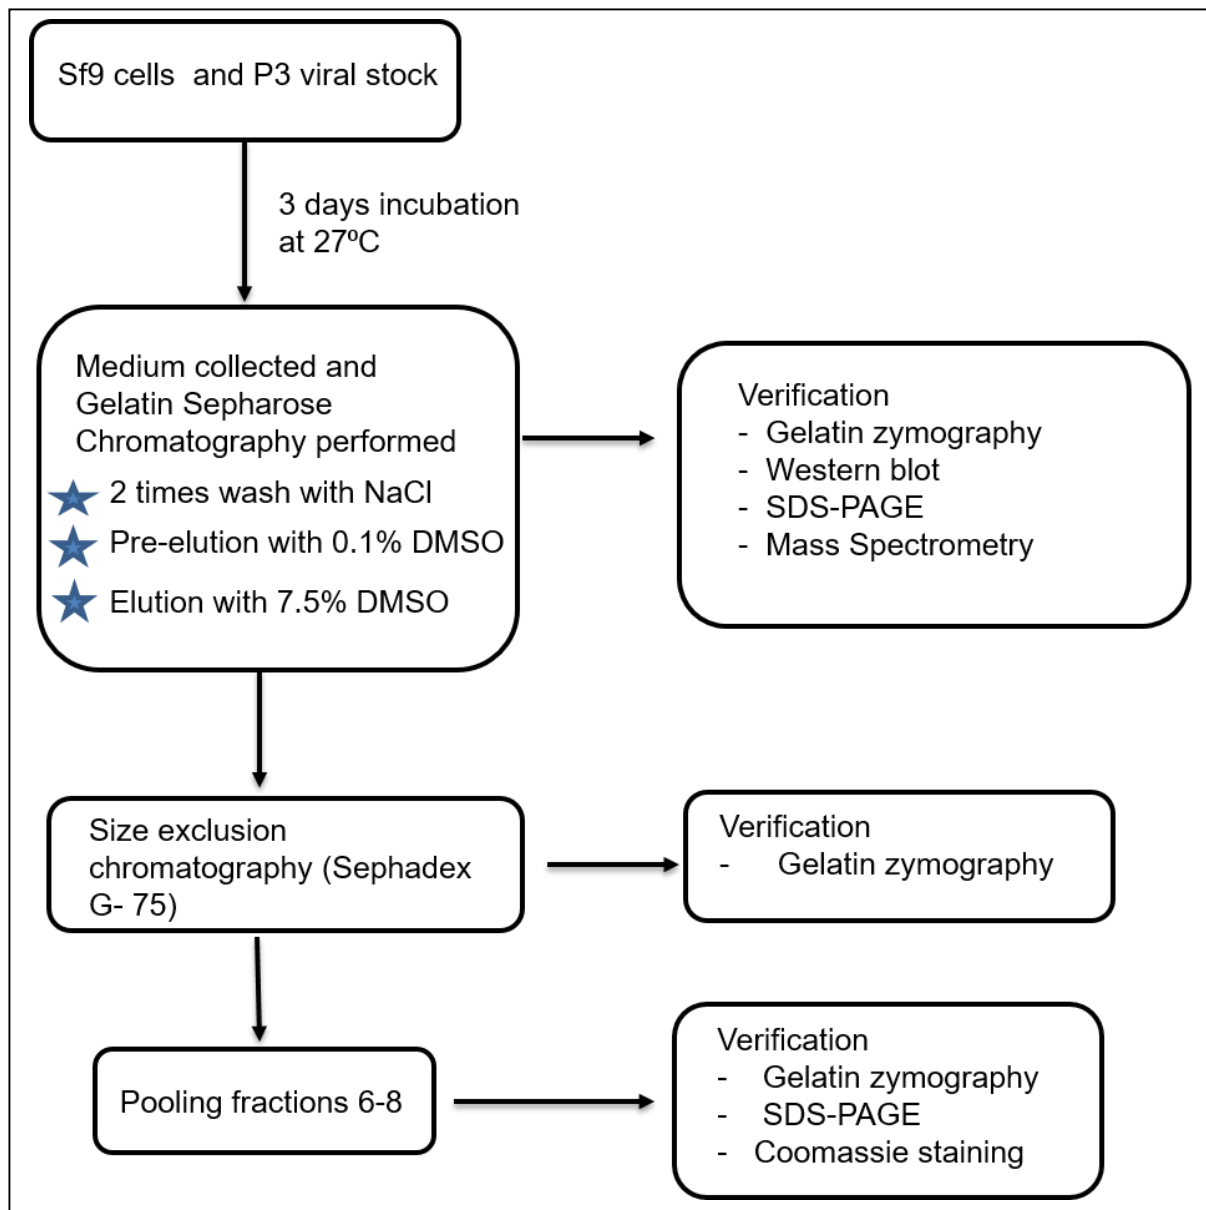 Sf9 cells and P3 viral stock
3 days incubation
at 27ºC
Medium collected and
Gelatin Sepharose
Chromatography performed
2 times wash with NaCl
Pre-elution with 0.1% DMSO
Elution with 7.5% DMSO
Verification
- Gelatin zymography
- Western blot
- SDS-PAGE
- Mass Spectrometry
Size exclusion
chromatography (Sephadex
G- 75)
Verification
- Gelatin zymography
Pooling fractions 6-8
Verification
- Gelatin zymography
- SDS-PAGE
- Coomassie staining